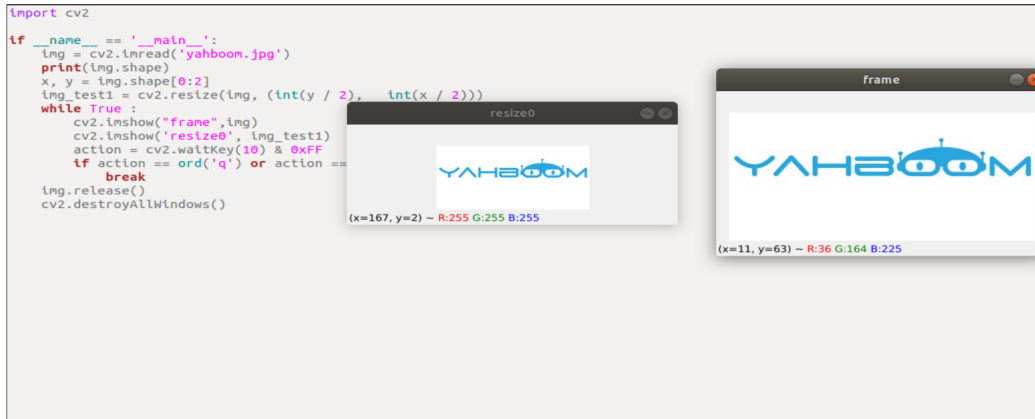 import cv2
if __name__ == '__main__':
    img = cv2.imread('yahboom.jpg')
    print(img.shape)
    x, y = img.shape[0:2]
    img_test1 = cv2.resize(img, (int(y / 2),   int(x / 2)))
    while True :
        cv2.imshow("frame",img)
        cv2.imshow('resize0', img_test1)
        action = cv2.waitKey(10) & 0xFF
        if action == ord('q') or action ==
            break
    img.release()
    cv2.destroyAllWindows()
resize0
YAHBOOM
(x=167, y=2) ~ R:255 G:255 B:255
frame
YAHBOOM
(x=11, y=63) ~ R:36 G:164 B:225